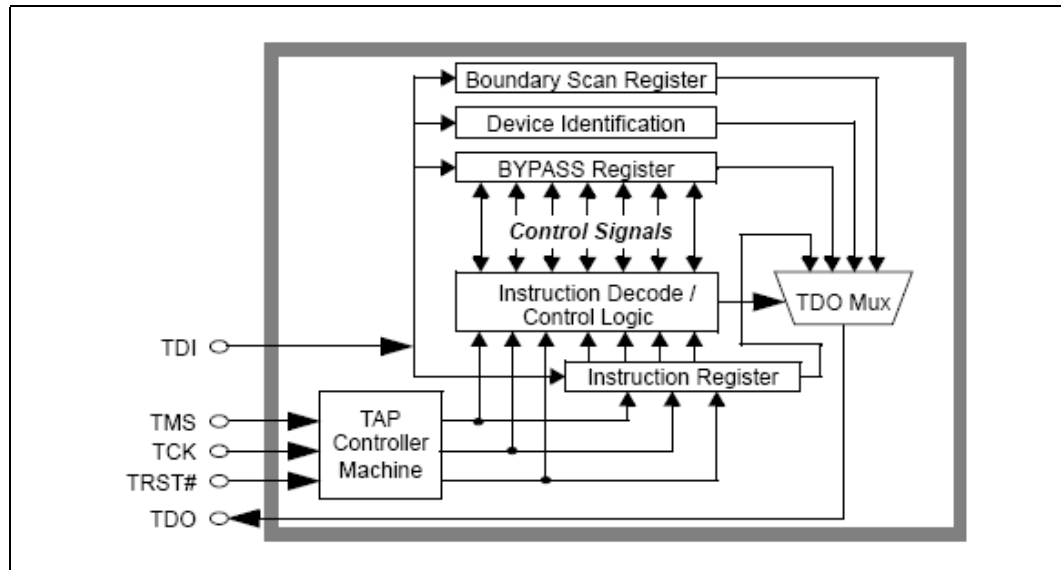 Boundary Scan Register
Device Identification
BYPASS Register
Control Signals
Instruction Decode /
Control Logic
TDO Mux
TDI
Instruction Register
TMS
TCK
TRST#
TDO
TAP
Controller
Machine